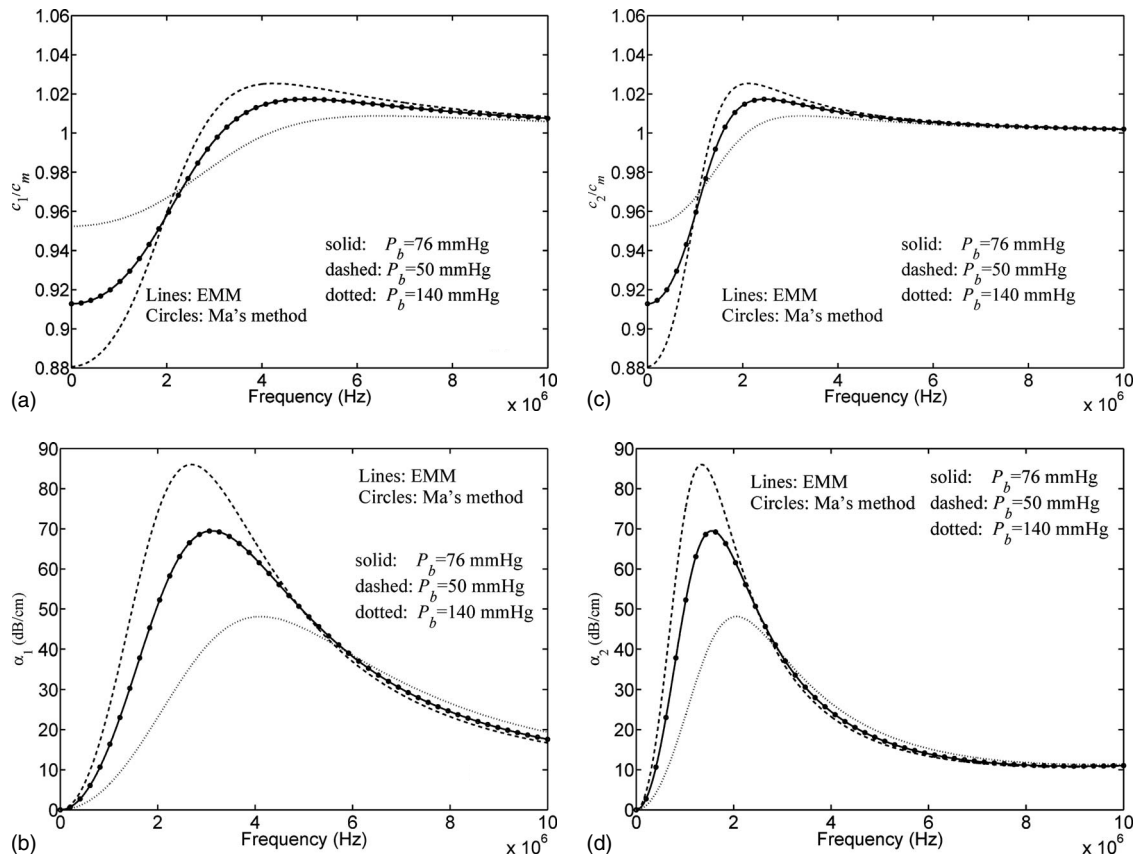 1.06
1.04
1.02
1
0.98
0.96
0.94
0.92
0.9
0.88
c1/cm
solid: Pb=76 mmHg
dashed: Pb=50 mmHg
dotted: Pb=140 mmHg
Lines: EMM
Circles: Ma's method
0 2 4 6 8 10
Frequency (Hz)
x 10^6
(a)
1.06
1.04
1.02
1
0.98
0.96
0.94
0.92
0.9
0.88
c2/cm
solid: Pb=76 mmHg
dashed: Pb=50 mmHg
dotted: Pb=140 mmHg
Lines: EMM
Circles: Ma's method
0 2 4 6 8 10
Frequency (Hz)
x 10^6
(c)
90
80
70
60
50
40
30
20
10
0
α1 (dB/cm)
Lines: EMM
Circles: Ma's method
solid: Pb=76 mmHg
dashed: Pb=50 mmHg
dotted: Pb=140 mmHg
0 2 4 6 8 10
Frequency (Hz)
x 10^6
(b)
90
80
70
60
50
40
30
20
10
0
α2 (dB/cm)
Lines: EMM
Circles: Ma's method
solid: Pb=76 mmHg
dashed: Pb=50 mmHg
dotted: Pb=140 mmHg
0 2 4 6 8 10
Frequency (Hz)
x 10^6
(d)